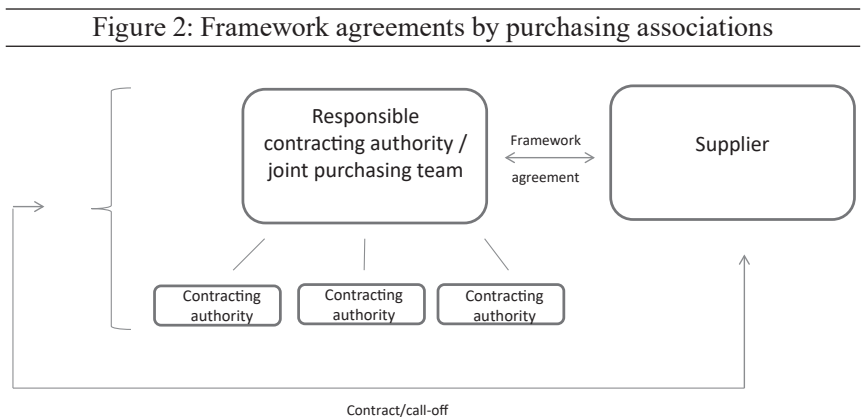 Figure 2: Framework agreements by purchasing associations
Responsible
contracting authority /
joint purchasing team
Framework
agreement
Supplier
Contracting
authority
Contracting
authority
Contracting
authority
Contract/call-off